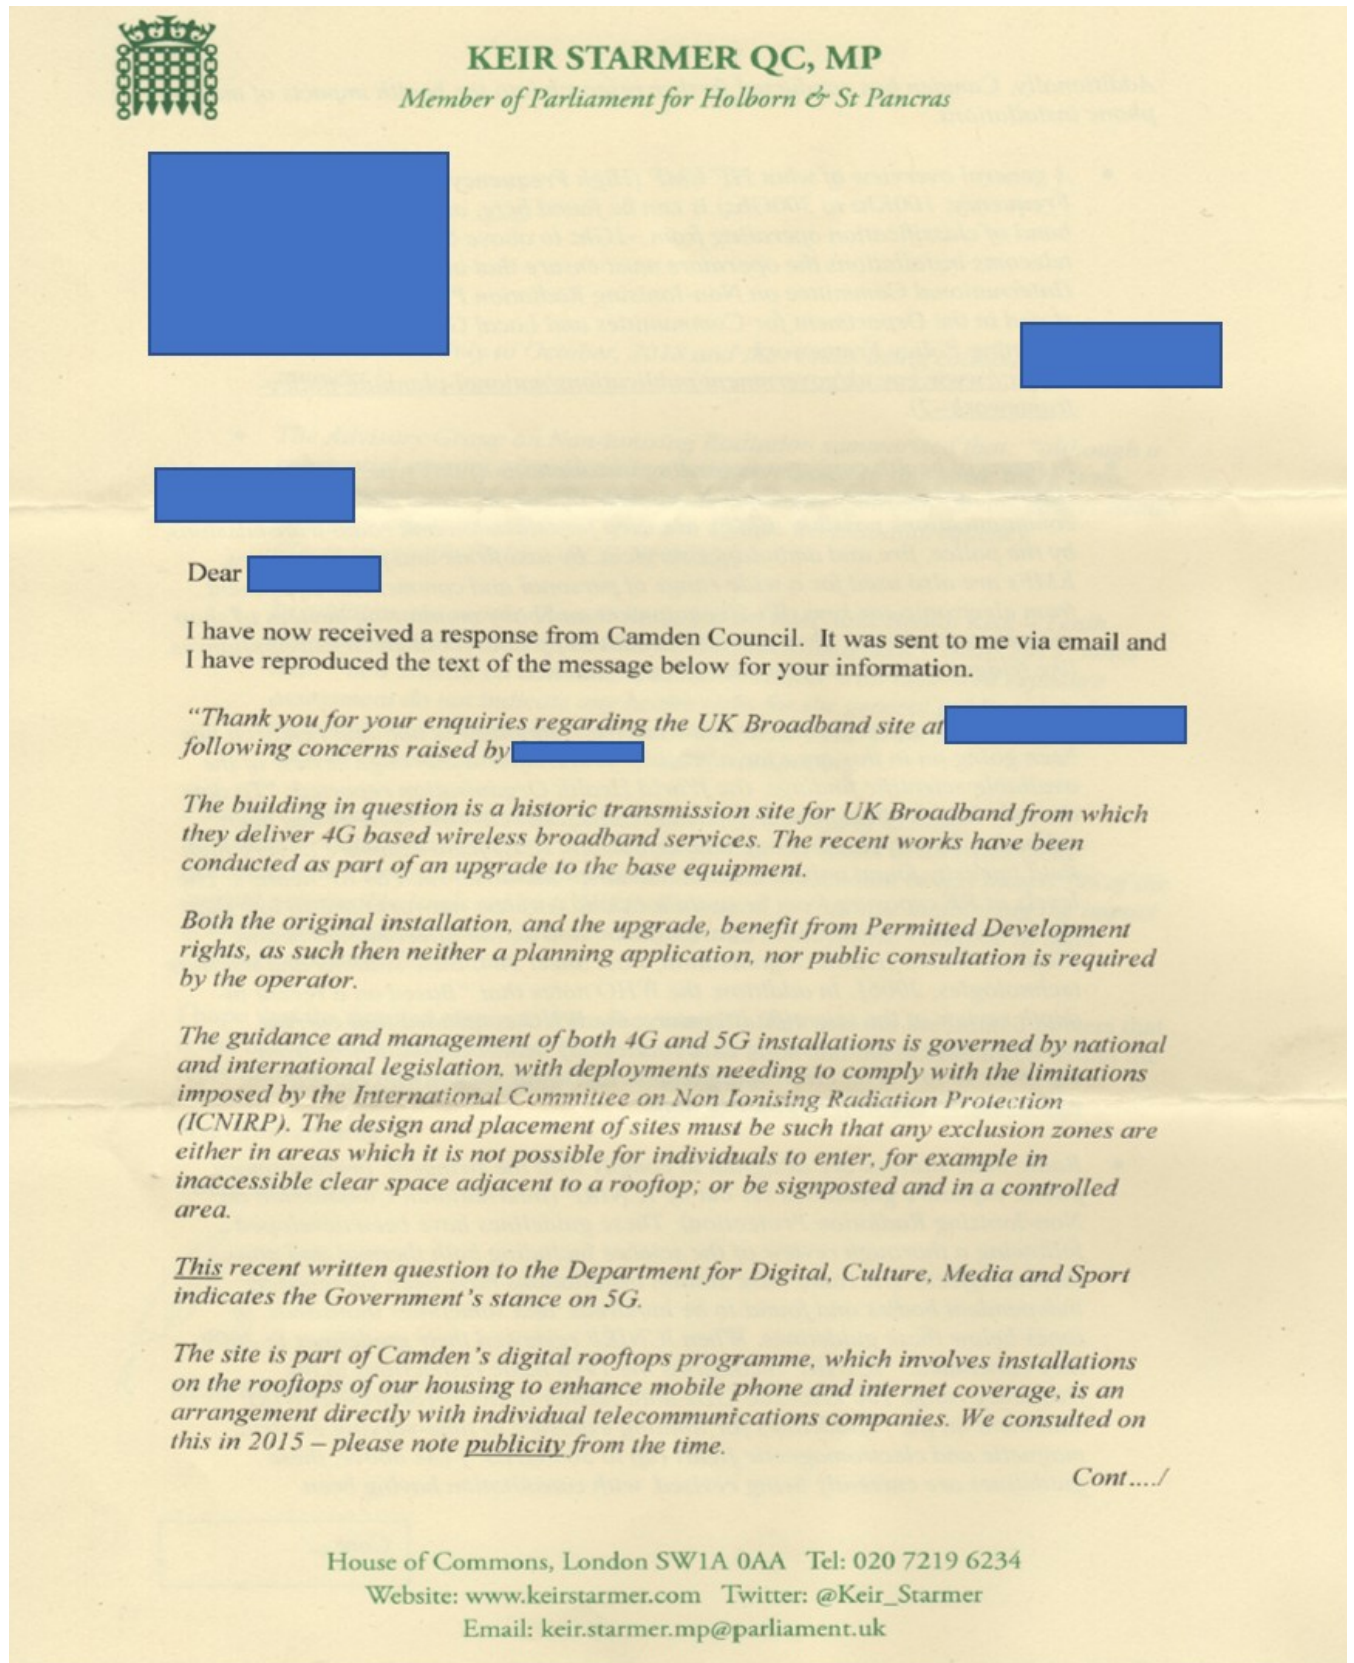 KEIR STARMER QC, MP
Member of Parliament for Holborn & St Pancras
Dear
I have now received a response from Camden Council. It was sent to me via email and
I have reproduced the text of the message below for your information.
“Thank you for your enquiries regarding the UK Broadband site at
following concerns raised by
The building in question is a historic transmission site for UK Broadband from which
they deliver 4G based wireless broadband services. The recent works have been
conducted as part of an upgrade to the base equipment.
Both the original installation, and the upgrade, benefit from Permitted Development
rights, as such then neither a planning application, nor public consultation is required
by the operator.
The guidance and management of both 4G and 5G installations is governed by national
and international legislation, with deployments needing to comply with the limitations
imposed by the International Committee on Non Ionising Radiation Protection
(ICNIRP). The design and placement of sites must be such that any exclusion zones are
either in areas which it is not possible for individuals to enter, for example in
inaccessible clear space adjacent to a rooftop; or be signposted and in a controlled
area.
This recent written question to the Department for Digital, Culture, Media and Sport
indicates the Government's stance on 5G.
The site is part of Camden's digital rooftops programme, which involves installations
on the rooftops of our housing to enhance mobile phone and internet coverage, is an
arrangement directly with individual telecommunications companies. We consulted on
this in 2015 – please note publicity from the time.
Cont..../
House of Commons, London SW1A 0AA Tel: 020 7219 6234
Website: www.keirstarmer.com Twitter: @Keir_Starmer
Email: keir.starmer.mp@parliament.uk